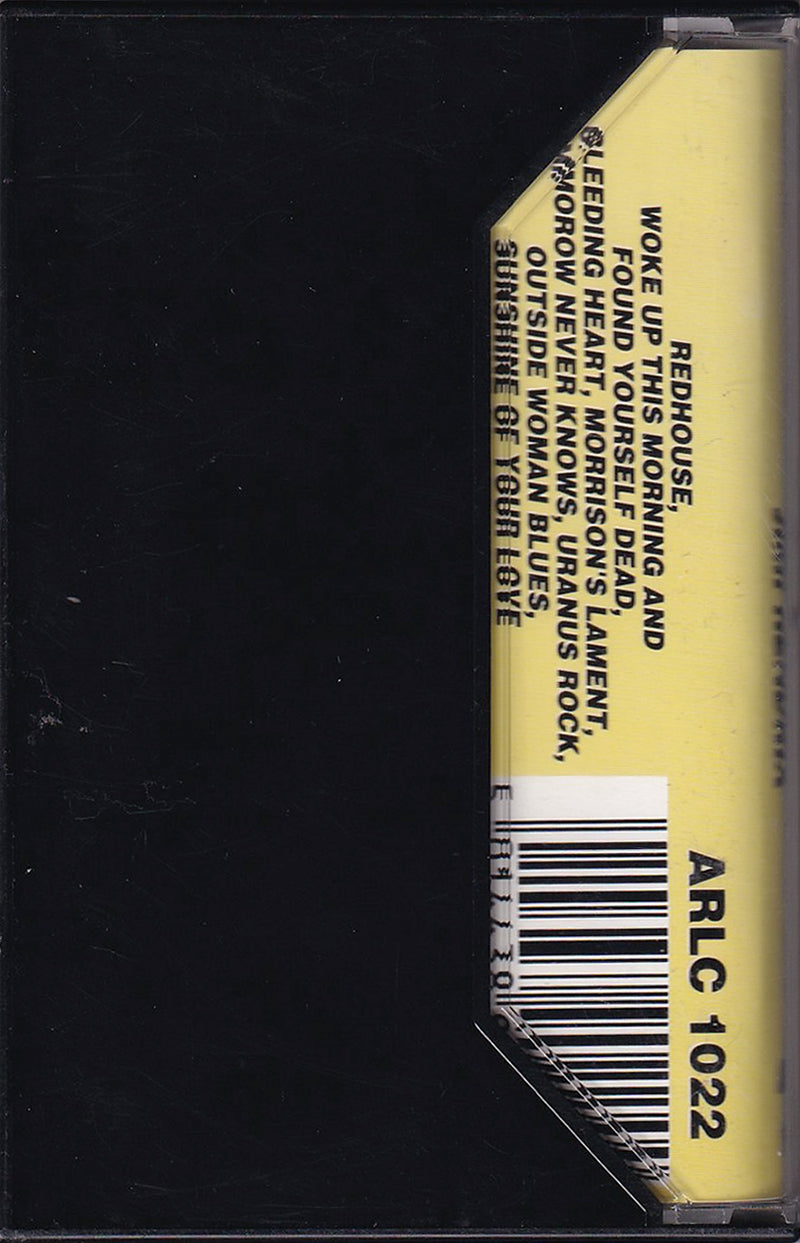 REDHOUSE,
WOKE UP THIS MORNING AND
FOUND YOURSELF DEAD,
BLEEDING HEART, MORRISON'S LAMENT,
MOROW NEVER KNOWS, URANUS ROCK,
OUTSIDE WOMAN BLUES,
SUNSHINE OF YOUR LOVE
ARLC 1022